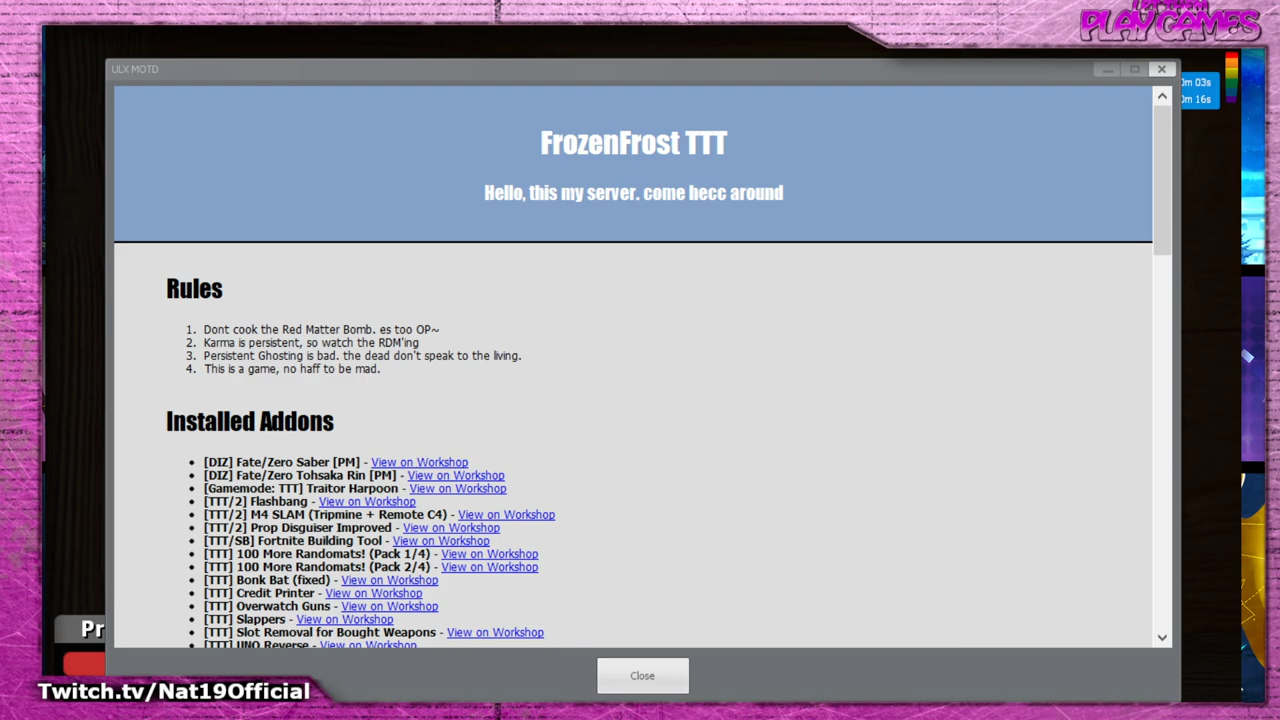 PLAY GAMES
ULX MOTD
0m 03s
0m 16s
FrozenFrost TTT
Hello, this my server. come hecc around
Rules
1. Dont cook the Red Matter Bomb. es too OP~
2. Karma is persistent, so watch the RDM'ing
3. Persistent Ghosting is bad. the dead don't speak to the living.
4. This is a game, no haff to be mad.
Installed Addons
• [DIZ] Fate/Zero Saber [PM] - View on Workshop
• [DIZ] Fate/Zero Tohsaka Rin [PM] - View on Workshop
• [Gamemode: TTT] Traitor Harpoon - View on Workshop
• [TTT/2] Flashbang - View on Workshop
• [TTT/2] M4 SLAM (Tripmine + Remote C4) - View on Workshop
• [TTT/2] Prop Disguiser Improved - View on Workshop
• [TTT/SB] Fortnite Building Tool - View on Workshop
• [TTT] 100 More Randomats! (Pack 1/4) - View on Workshop
• [TTT] 100 More Randomats! (Pack 2/4) - View on Workshop
• [TTT] Bonk Bat (fixed) - View on Workshop
• [TTT] Credit Printer - View on Workshop
• [TTT] Overwatch Guns - View on Workshop
• [TTT] Slappers - View on Workshop
• [TTT] Slot Removal for Bought Weapons - View on Workshop
• [TTT] UNO Reverse - View on Workshop
Pr
Close
Twitch.tv/Nat19Official